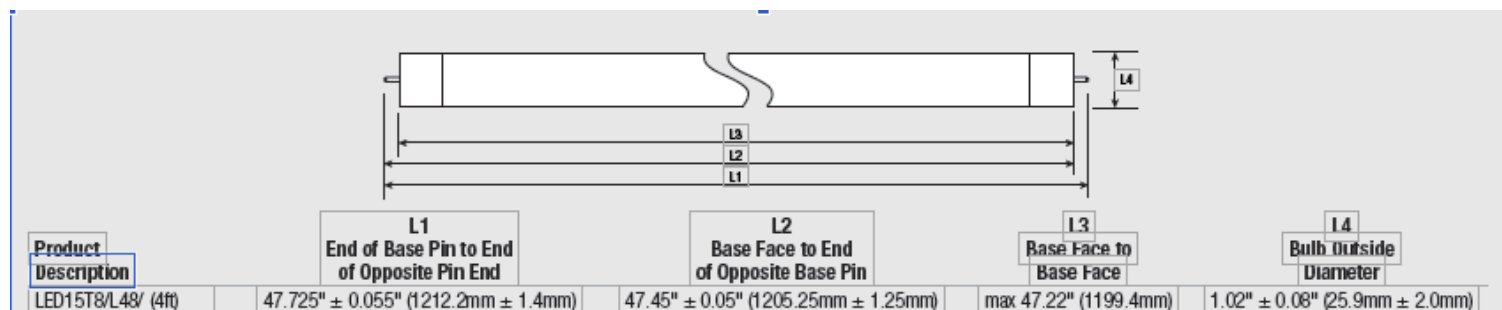 L4
L3
L2
L1
Product
Description
L1
End of Base Pin to End
of Opposite Pin End
L2
Base Face to End
of Opposite Base Pin
L3
Base Face to
Base Face
L4
Bulb Outside
Diameter
LED15T8/L48/ (4ft) 47.725" ± 0.055" (1212.2mm ± 1.4mm) 47.45" ± 0.05" (1205.25mm ± 1.25mm) max 47.22" (1199.4mm) 1.02" ± 0.08" (25.9mm ± 2.0mm)